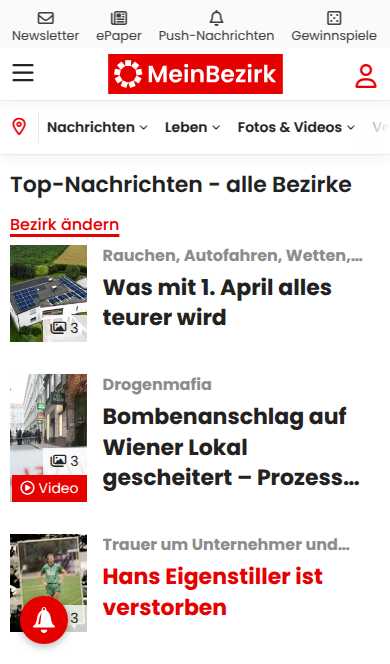 Newsletter ePaper Push-Nachrichten Gewinnspiele
MeinBezirk
Nachrichten Leben Fotos & Videos
Top-Nachrichten - alle Bezirke
Bezirk ändern
Rauchen, Autofahren, Wetten,...
Was mit 1. April alles
teurer wird
3
Drogenmafia
Bombenanschlag auf
Wiener Lokal
gescheitert – Prozess...
3
Video
Trauer um Unternehmer und...
Hans Eigenstiller ist
verstorben
3